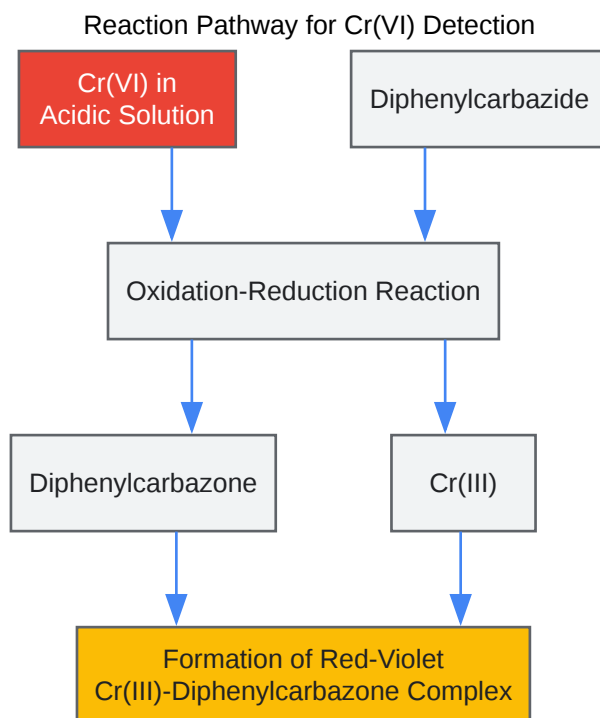 Reaction Pathway for Cr(VI) Detection
Cr(VI) in
Acidic Solution
Diphenylcarbazide
Oxidation-Reduction Reaction
Diphenylcarbazone
Cr(III)
Formation of Red-Violet
Cr(III)-Diphenylcarbazone Complex